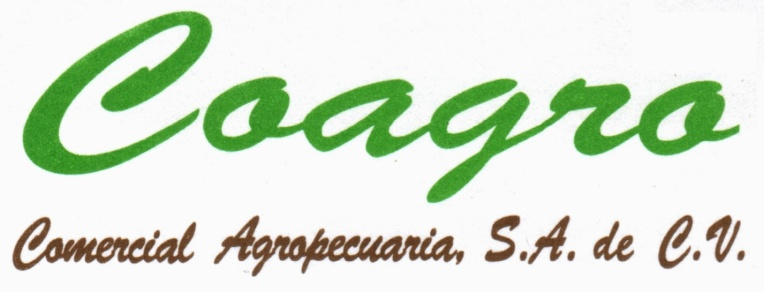 Coagro
Comercial Agropecuaria, S.A. de C.V.